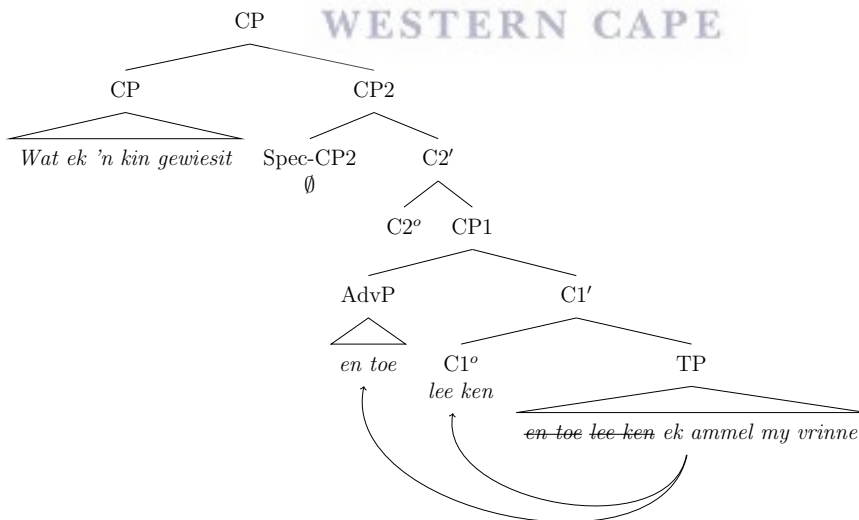 WESTERN CAPE
CP
CP CP2
Wat ek 'n kin gewiesit Spec-CP2 C2′
∅
C2ᵒ CP1
AdvP C1′
en toe C1ᵒ TP
lee ken
en toe lee ken ek ammel my vrinne